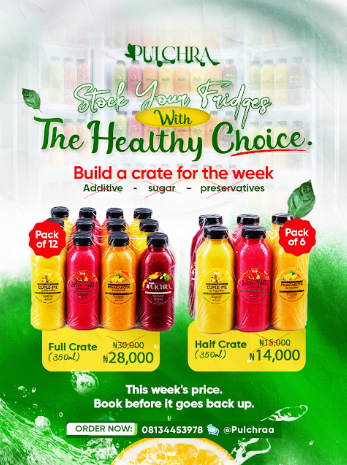 PULCHRA
Stock Your Fridges
With
The Healthy Choice.
Build a crate for the week
Additive - sugar - preservatives
Pack
of 12
Pack
of 6
PULCHRA
Full Crate
(350ml)
₦30,000
₦28,000
Half Crate
(350ml)
₦15,000
₦14,000
This week's price.
Book before it goes back up.
ORDER NOW:
08134453978
@Pulchraa